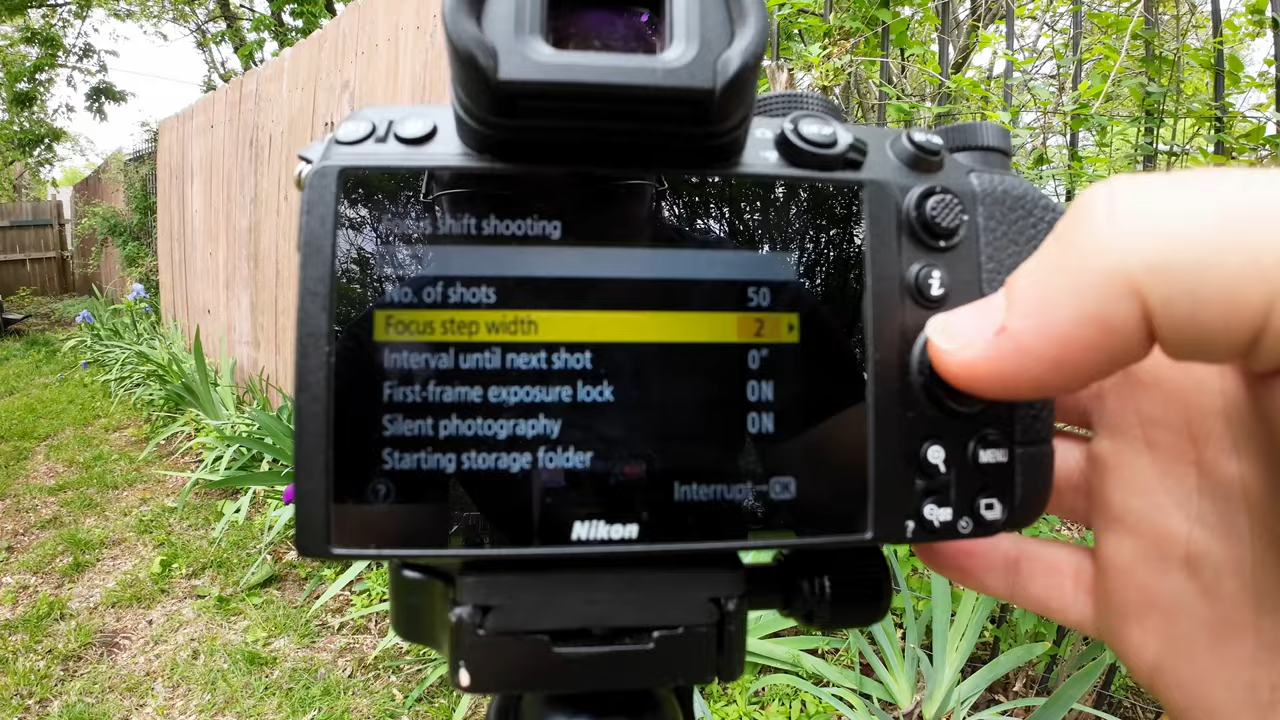 Focus shift shooting
No. of shots 50
Focus step width 2
Interval until next shot 0"
First-frame exposure lock ON
Silent photography ON
Starting storage folder
? Interrupt OK
Nikon
i
MENU
?